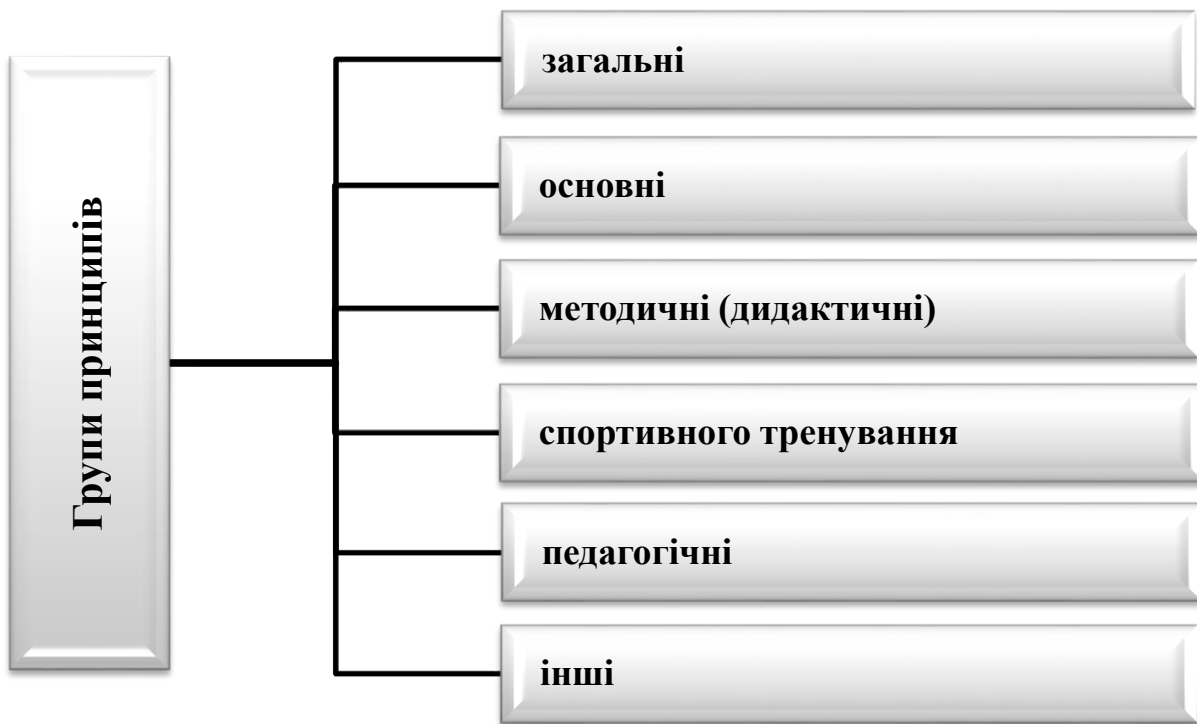 Групи принципів
загальні
основні
методичні (дидактичні)
спортивного тренування
педагогічні
інші